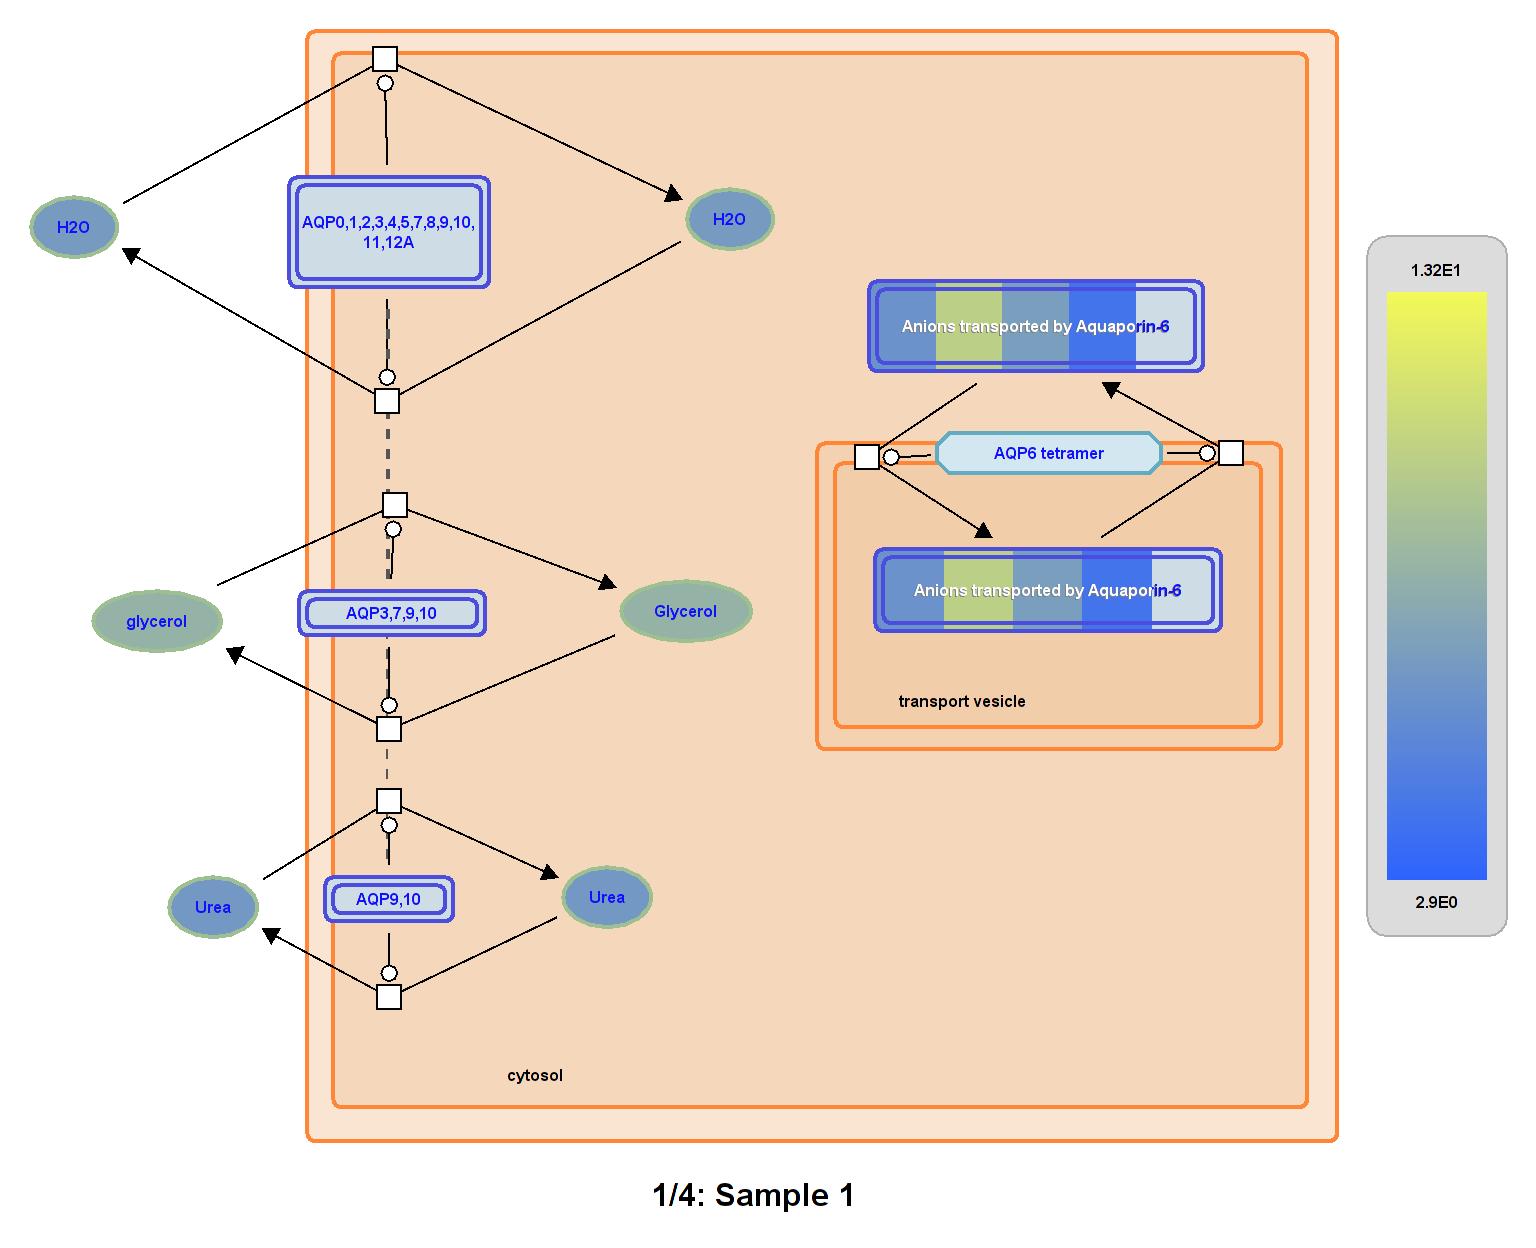 H2O
AQP0,1,2,3,4,5,7,8,9,10,
11,12A
H2O
1.32E1
Anions transported by Aquaporin-6
AQP6 tetramer
Anions transported by Aquaporin-6
transport vesicle
glycerol
AQP3,7,9,10
Glycerol
Urea
AQP9,10
Urea
2.9E0
cytosol
1/4: Sample 1